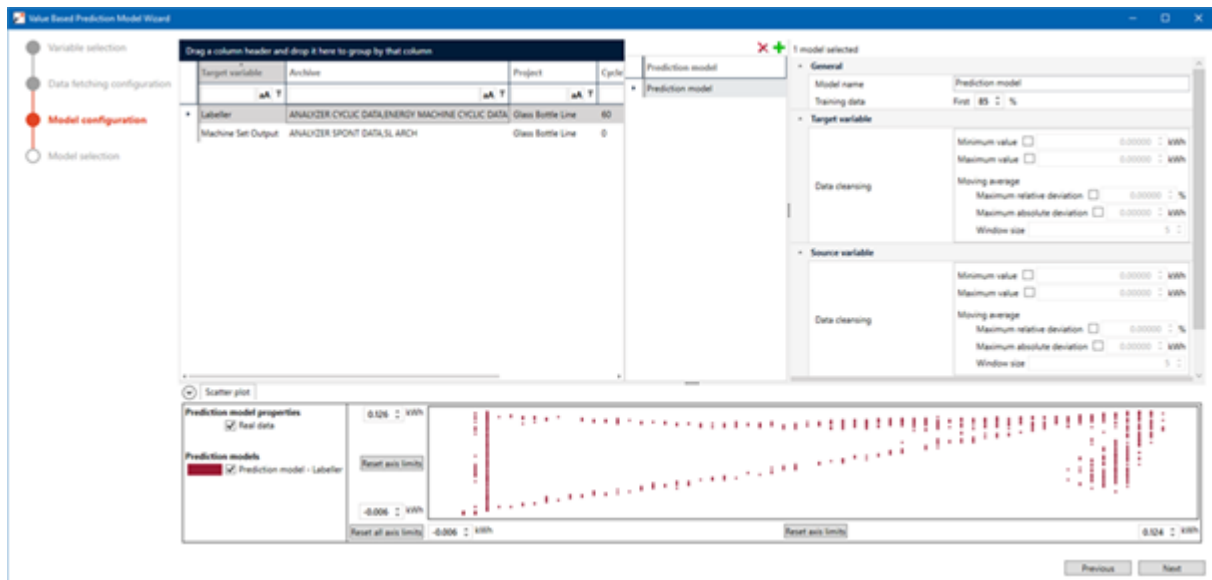 Value Based Prediction Model Wizard
Variable selection
Data fetching configuration
Model configuration
Model selection
Drag a column header and drop it here to group by that column
Target variable Archive Project Cycle
Labeller ANALYZER CYCLIC DATA,ENERGY MACHINE CYCLIC DATA Glass Bottle Line 60
Machine Set Output ANALYZER SPONT DATA,SL ARCH Glass Bottle Line 0
Prediction model
Prediction model
1 model selected
General
Model name Prediction model
Training data First 85 %
Target variable
Data cleansing
Minimum value 0.00000 kWh
Maximum value 0.00000 kWh
Moving average
Maximum relative deviation 0.00000 %
Maximum absolute deviation 0.00000 kWh
Window size 5
Source variable
Data cleansing
Minimum value 0.00000 kWh
Maximum value 0.00000 kWh
Moving average
Maximum relative deviation 0.00000 %
Maximum absolute deviation 0.00000 kWh
Window size 5
Scatter plot
Prediction model properties
Real data
Prediction models
Prediction model - Labeller
0.126 kWh
Reset axis limits
-0.006 kWh
Reset all axis limits -0.006 kWh Reset axis limits 0.124 kWh
Previous Next